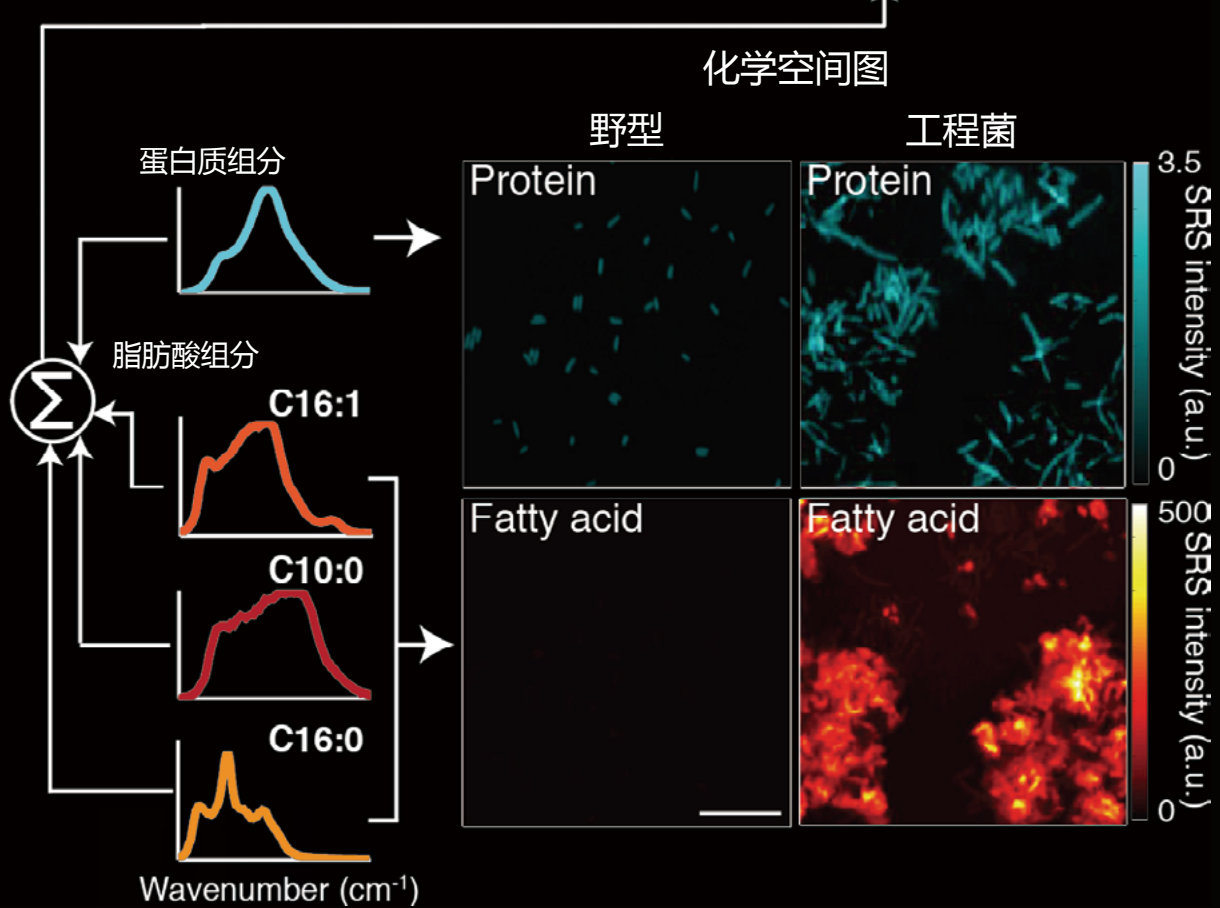 化学空间图
野型
工程菌
蛋白质组分
Protein
Protein
3.5
SRS intensity (a.u.)
0
脂肪酸组分
Σ
C16:1
Fatty acid
Fatty acid
500
SRS intensity (a.u.)
0
C10:0
C16:0
Wavenumber (cm⁻¹)